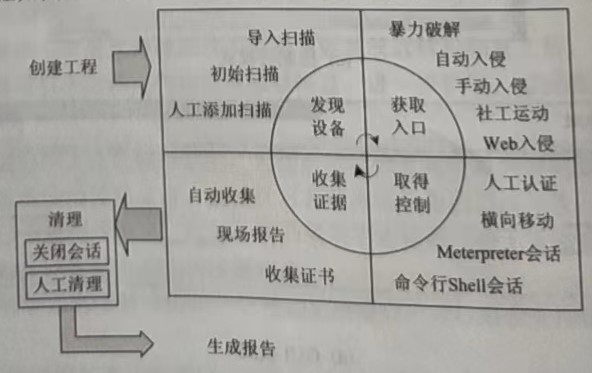 创建工程
导入扫描
初始扫描
人工添加扫描
发现
设备
暴力破解
自动入侵
手动入侵
社工运动
Web入侵
获取
入口
自动收集
现场报告
收集证书
收集
证据
取得
控制
人工认证
横向移动
Meterpreter会话
命令行Shell会话
清理
关闭会话
人工清理
生成报告